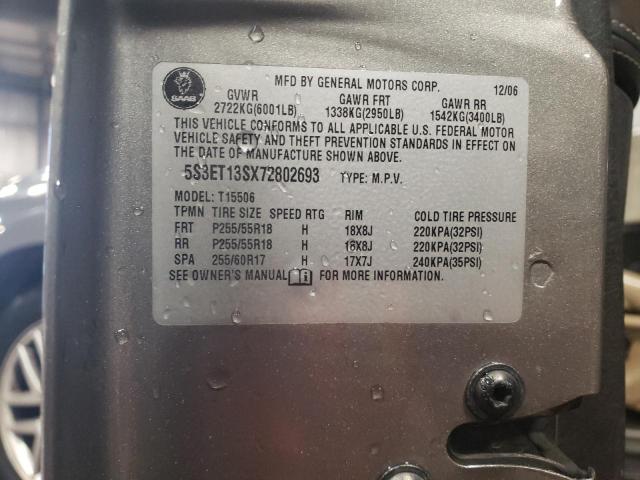 SAAB
MFD BY GENERAL MOTORS CORP. 12/06
GVWR GAWR FRT GAWR RR
2722KG(6001LB) 1338KG(2950LB) 1542KG(3400LB)
THIS VEHICLE CONFORMS TO ALL APPLICABLE U.S. FEDERAL MOTOR
VEHICLE SAFETY AND THEFT PREVENTION STANDARDS IN EFFECT ON
THE DATE OF MANUFACTURE SHOWN ABOVE.
5S3ET13SX72802693 TYPE: M.P.V.
MODEL: T15506
TPMN TIRE SIZE SPEED RTG RIM COLD TIRE PRESSURE
FRT P255/55R18 H 18X8J 220KPA(32PSI)
RR P255/55R18 H 18X8J 220KPA(32PSI)
SPA 255/60R17 H 17X7J 240KPA(35PSI)
SEE OWNER'S MANUAL FOR MORE INFORMATION.